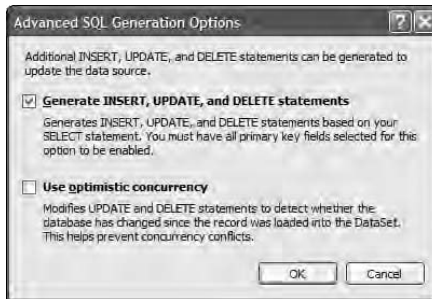 Advanced SQL Generation Options
Additional INSERT, UPDATE, and DELETE statements can be generated to
update the data source.
Generate INSERT, UPDATE, and DELETE statements
Generates INSERT, UPDATE, and DELETE statements based on your
SELECT statement. You must have all primary key fields selected for this
option to be enabled.
Use optimistic concurrency
Modifies UPDATE and DELETE statements to detect whether the
database has changed since the record was loaded into the DataSet.
This helps prevent concurrency conflicts.
OK Cancel